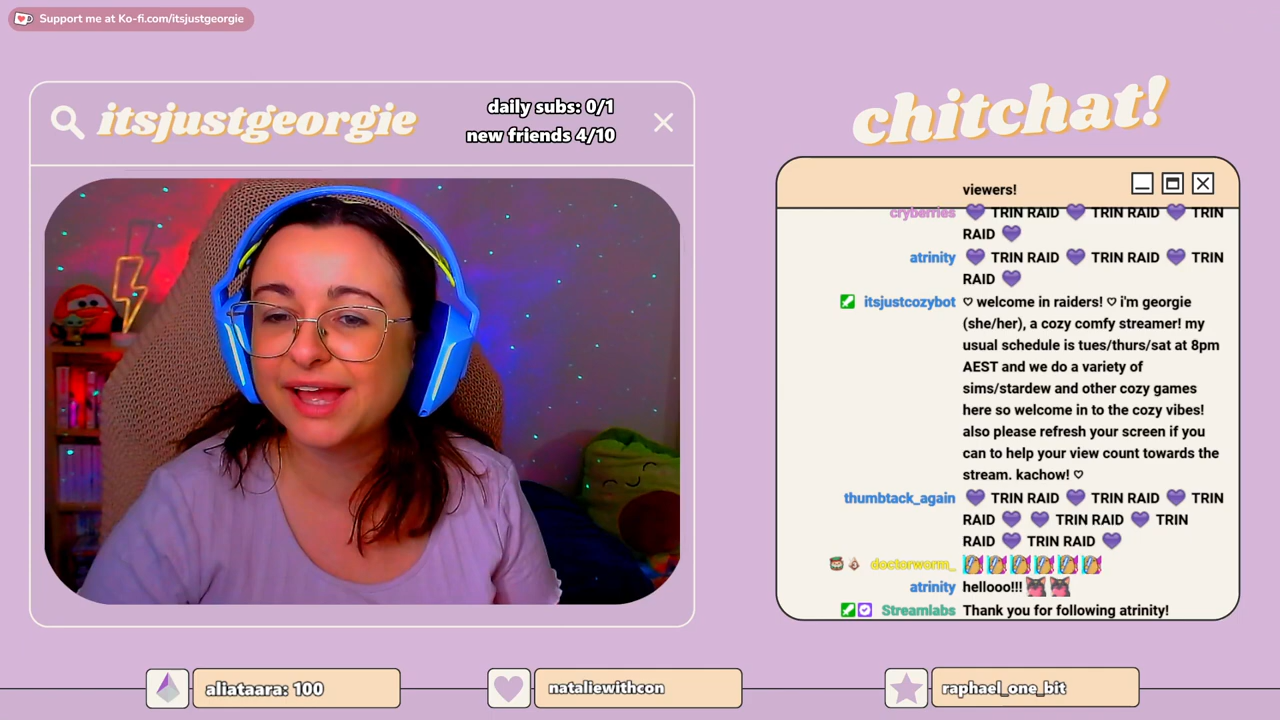 Support me at Ko-fi.com/itsjustgeorgie
itsjustgeorgie
daily subs: 0/1
new friends 4/10
chitchat!
viewers!
cryberries 💜 TRIN RAID 💜 TRIN RAID 💜 TRIN
RAID 💜
atrinity 💜 TRIN RAID 💜 TRIN RAID 💜 TRIN
RAID 💜
itsjustcozybot ♡ welcome in raiders! ♡ i'm georgie
(she/her), a cozy comfy streamer! my
usual schedule is tues/thurs/sat at 8pm
AEST and we do a variety of
sims/stardew and other cozy games
here so welcome in to the cozy vibes!
also please refresh your screen if you
can to help your view count towards the
stream. kachow! ♡
thumbtack_again 💜 TRIN RAID 💜 TRIN RAID 💜 TRIN
RAID 💜 💜 TRIN RAID 💜 TRIN
RAID 💜 TRIN RAID 💜
doctorworm_
atrinity hellooo!!!
Streamlabs Thank you for following atrinity!
aliataara: 100
nataliewithcon
raphael_one_bit